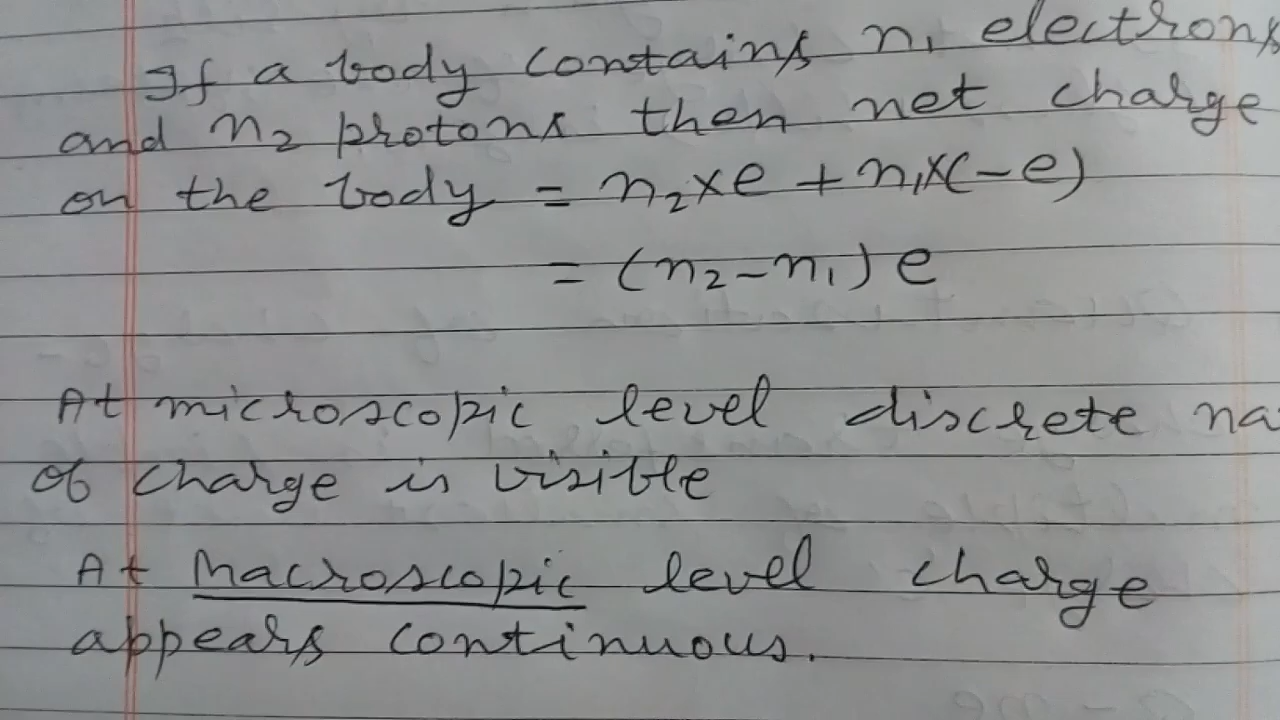 If a body contains n₁ electrons
and n₂ protons then net charge
on the body = n₂×e + n₁×(-e)
= (n₂-n₁)e
At microscopic level discrete na
of charge is visible
At Macroscopic level charge
appears continuous.